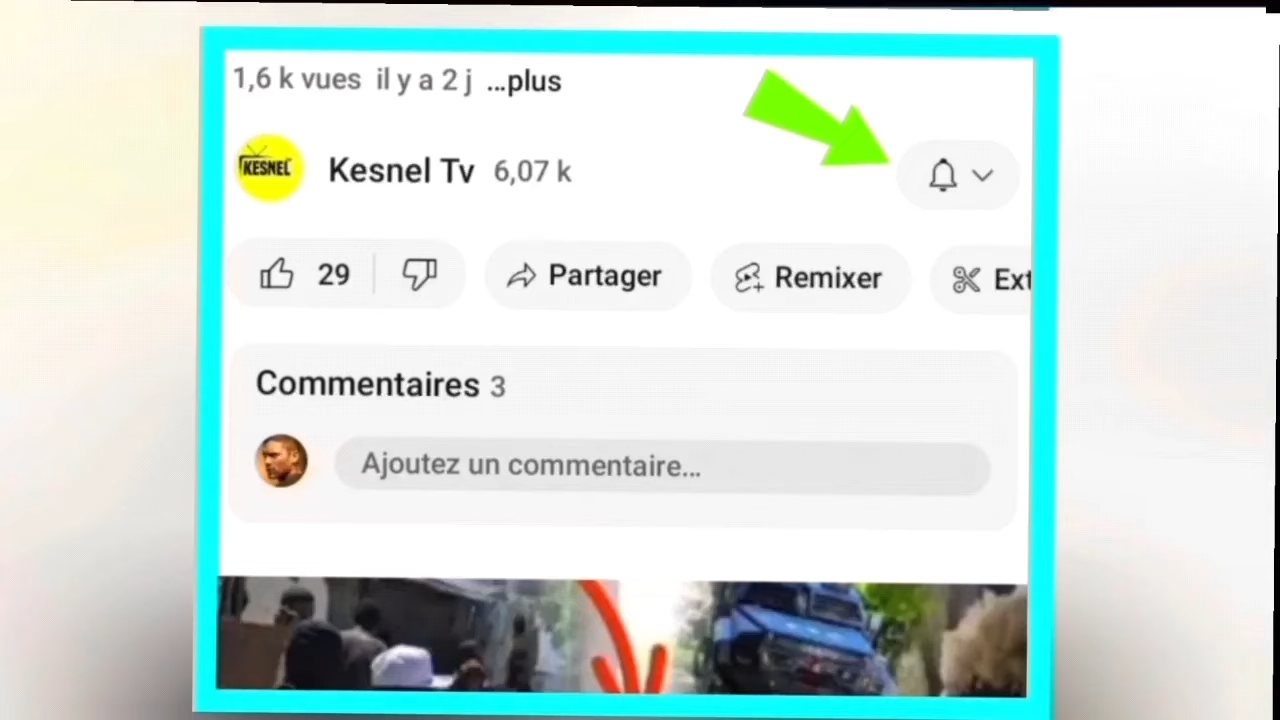 1,6 k vues il y a 2 j ...plus
KESNEL
Kesnel Tv 6,07 k
29
Partager
Remixer
Ext
Commentaires 3
Ajoutez un commentaire...